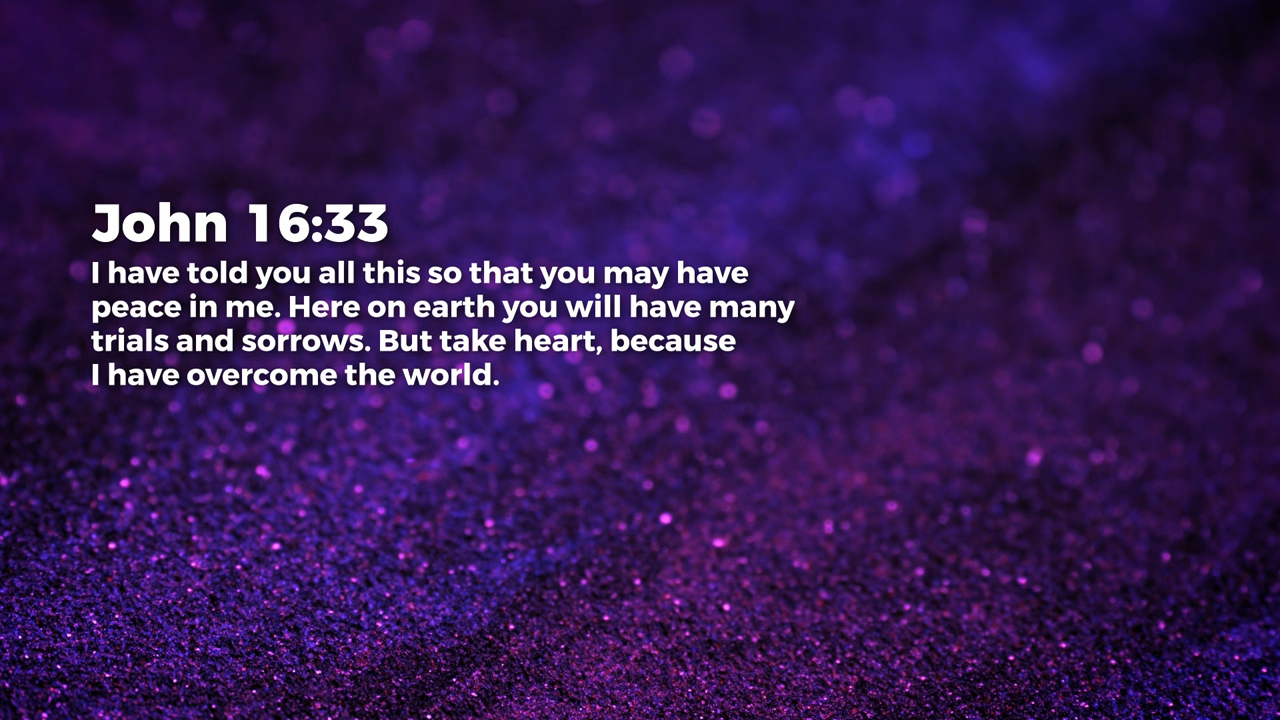 John 16:33
I have told you all this so that you may have
peace in me. Here on earth you will have many
trials and sorrows. But take heart, because
I have overcome the world.